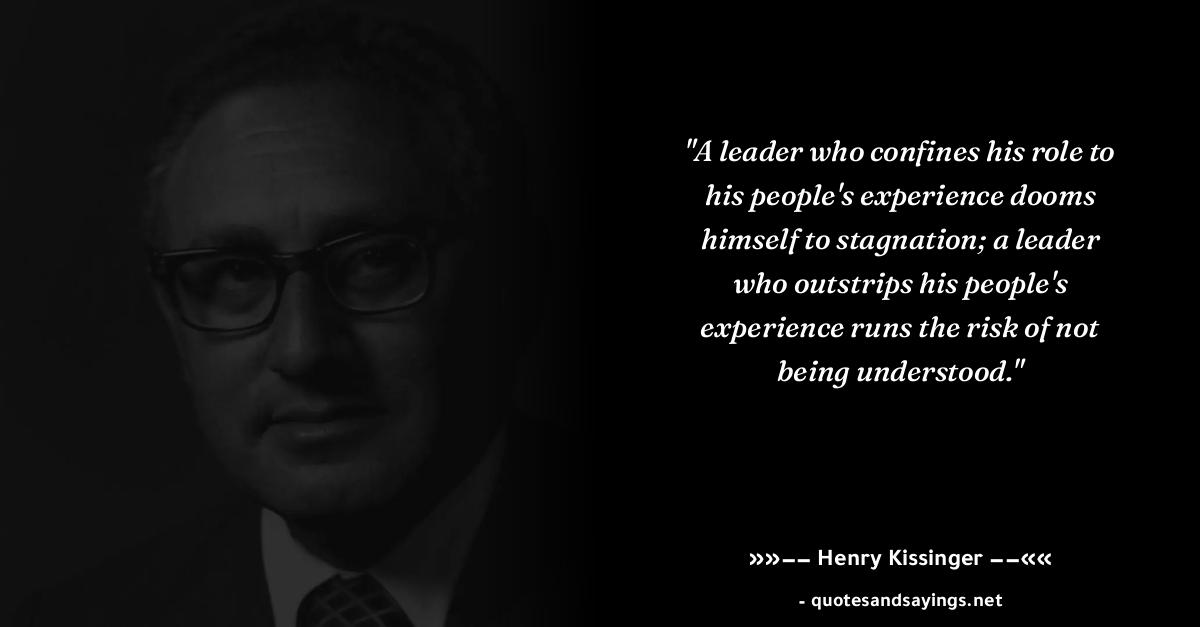 "A leader who confines his role to
his people's experience dooms
himself to stagnation; a leader
who outstrips his people's
experience runs the risk of not
being understood."
»»–– Henry Kissinger ––««
- quotesandsayings.net